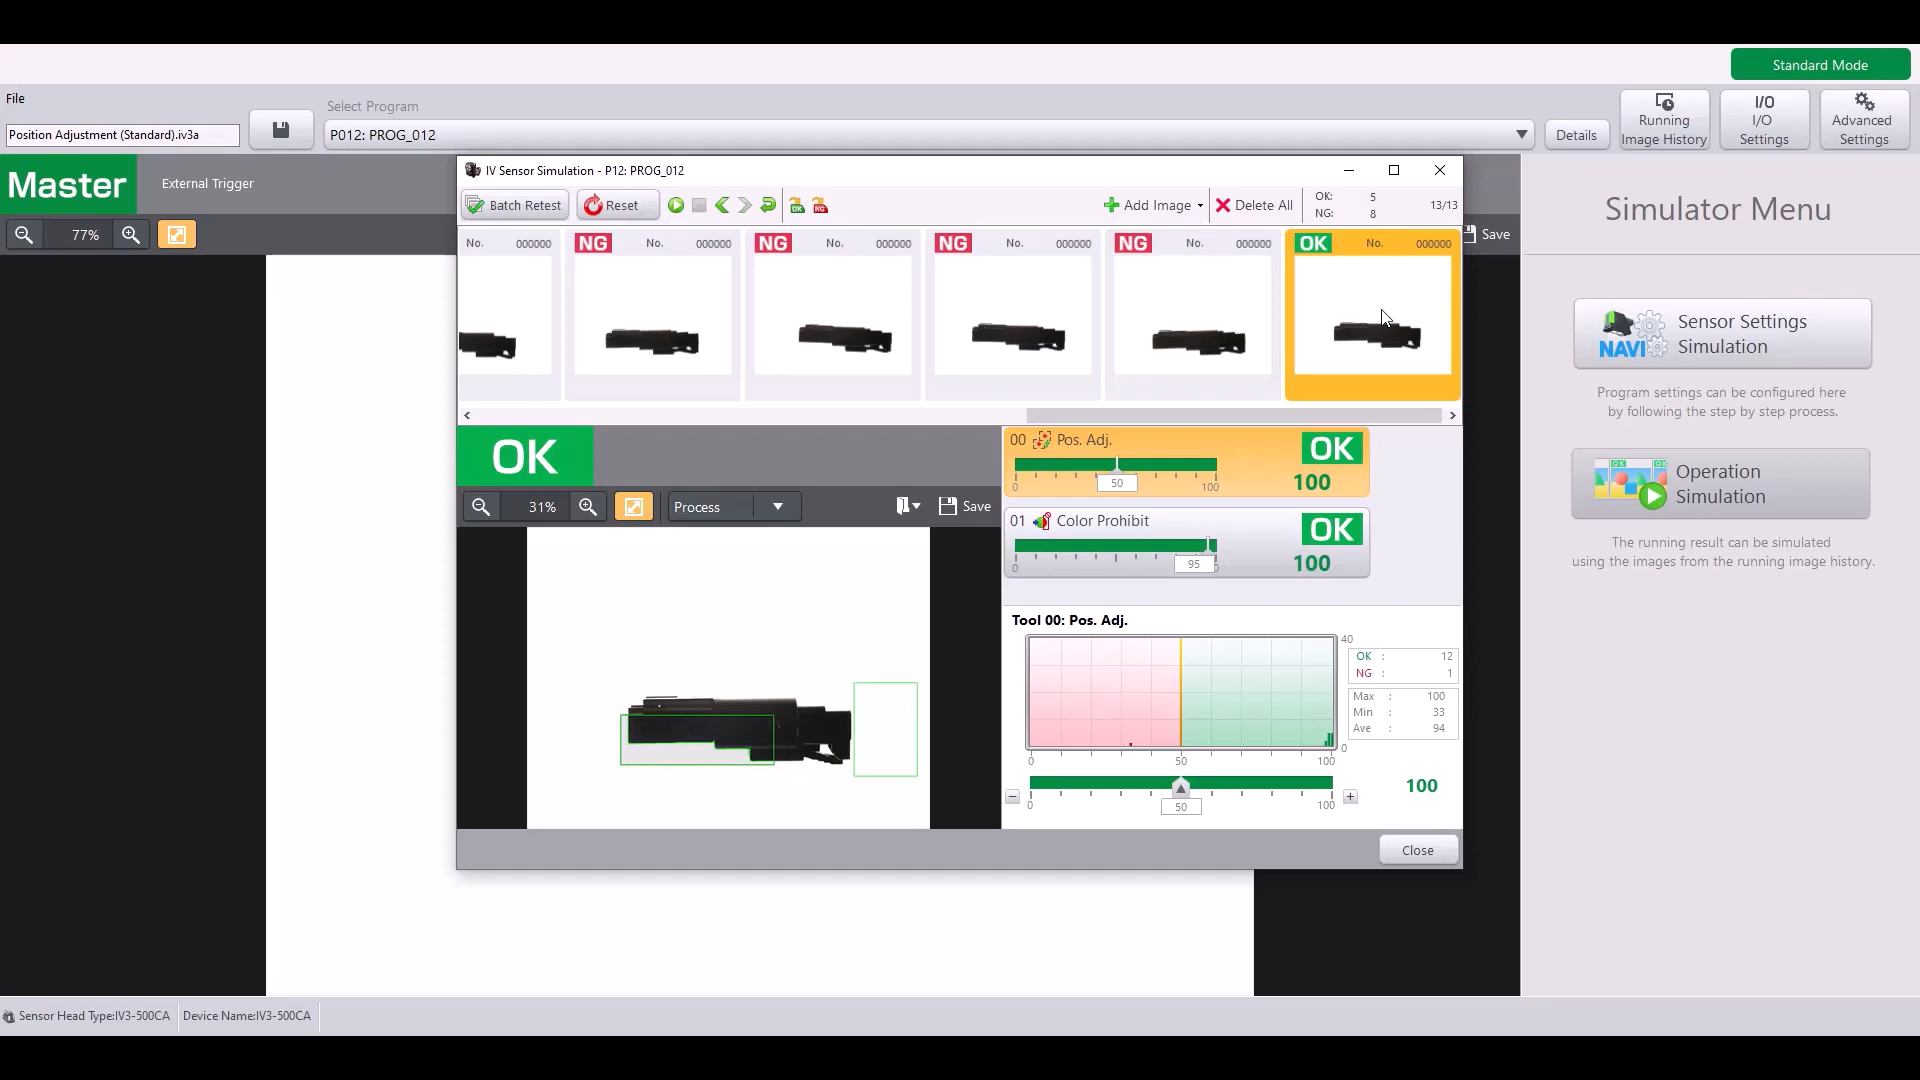 Standard Mode
File
Select Program
Position Adjustment (Standard).iv3a
P012: PROG_012
Details
Running
Image History
I/O
I/O
Settings
Advanced
Settings
Master
External Trigger
77%
Save
IV Sensor Simulation - P12: PROG_012
Batch Retest
Reset
Add Image
Delete All
OK: 5
NG: 8
13/13
No. 000000
NG No. 000000
NG No. 000000
NG No. 000000
NG No. 000000
OK No. 000000
OK
31%
Process
Save
00 Pos. Adj.
OK
0 50 100
100
01 Color Prohibit
OK
0 95
100
Tool 00: Pos. Adj.
40
0
0 50 100
OK : 12
NG : 1
Max : 100
Min : 33
Ave : 94
0 50 100
100
Close
Simulator Menu
NAVI
Sensor Settings
Simulation
Program settings can be configured here
by following the step by step process.
Operation
Simulation
The running result can be simulated
using the images from the running image history.
Sensor Head Type:IV3-500CA
Device Name:IV3-500CA